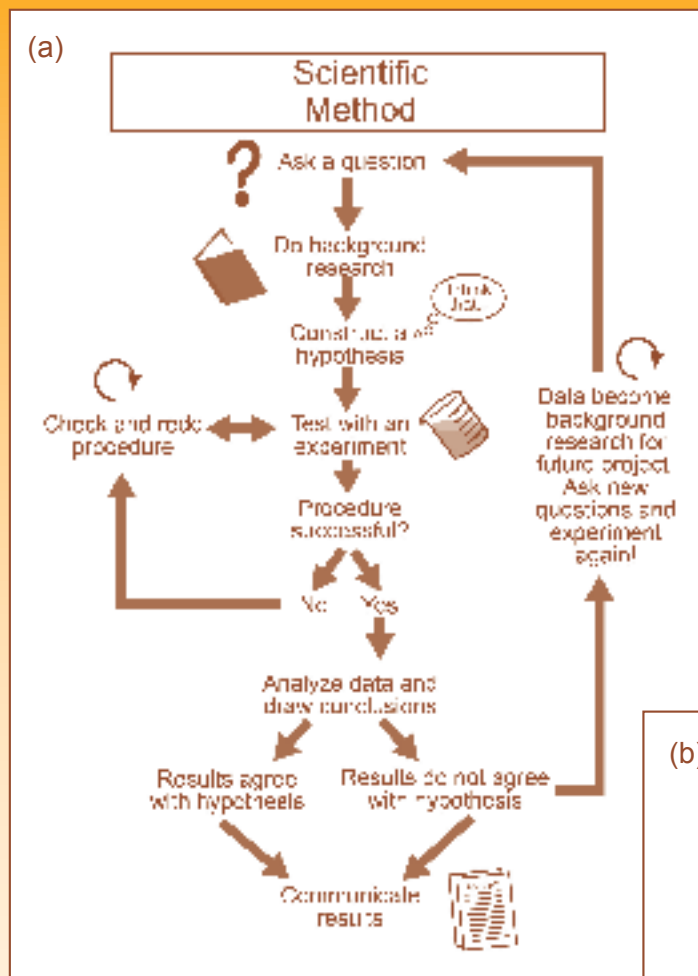 (a)
Scientific
Method
?
Ask a question
Do background
research
I think
that...
Construct a
hypothesis
Check and redo
procedure
Test with an
experiment
Data become
background
research for
future project.
Ask new
questions and
experiment
again!
Procedure
successful?
No Yes
Analyze data and
draw conclusions
Results agree
with hypothesis
Results do not agree
with hypothesis
Communicate
results
(b)